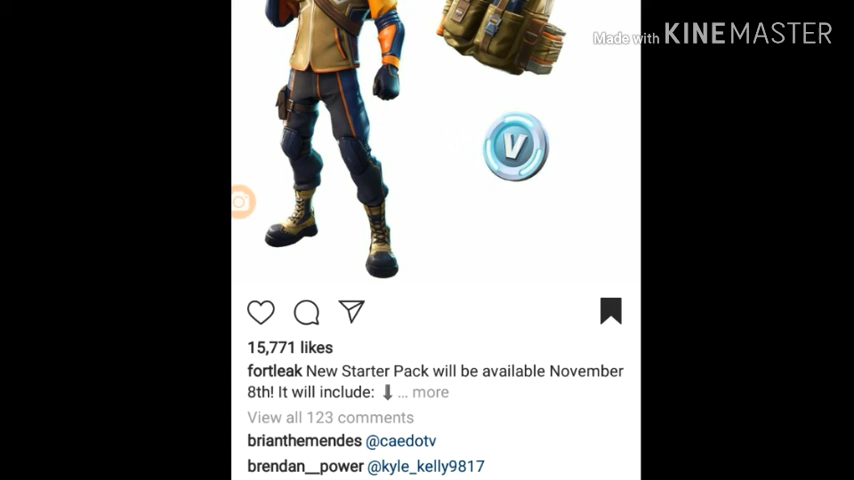 Made with KINEMASTER
V
15,771 likes
fortleak New Starter Pack will be available November
8th! It will include: ⬇... more
View all 123 comments
brianthemendes @caedotv
brendan__power @kyle_kelly9817